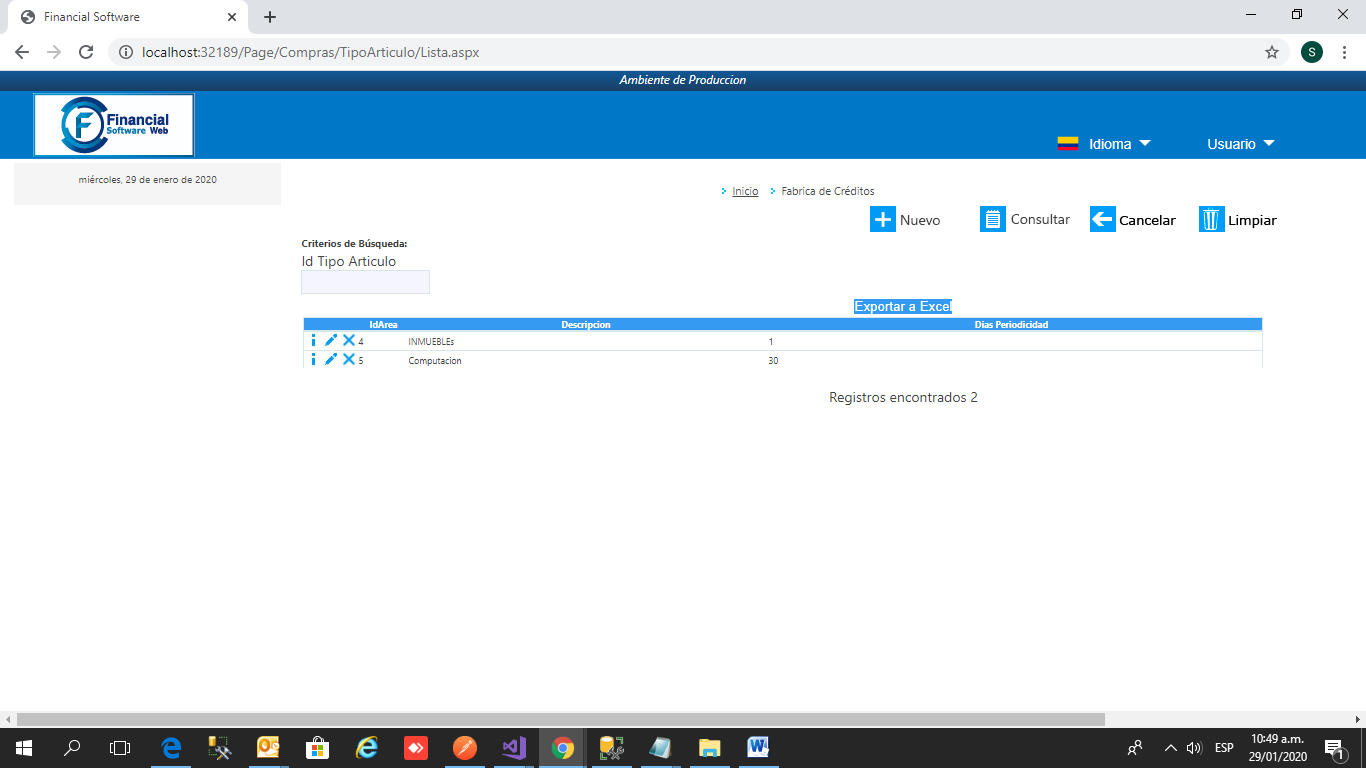 Financial Software
localhost:32189/Page/Compras/TipoArticulo/Lista.aspx
S
Ambiente de Produccion
F Financial
Software Web
Idioma
Usuario
miércoles, 29 de enero de 2020
Inicio Fabrica de Créditos
Nuevo Consultar Cancelar Limpiar
Criterios de Búsqueda:
Id Tipo Articulo
Exportar a Excel
IdArea Descripcion Dias Periodicidad
4 INMUEBLEs 1
5 Computacion 30
Registros encontrados 2
ESP
10:49 a.m.
29/01/2020
1